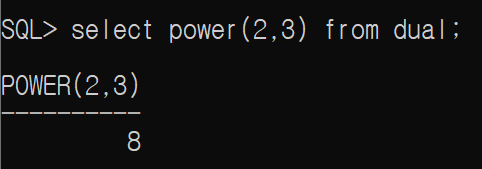 SQL> select power(2,3) from dual;
POWER(2,3)
----------
8